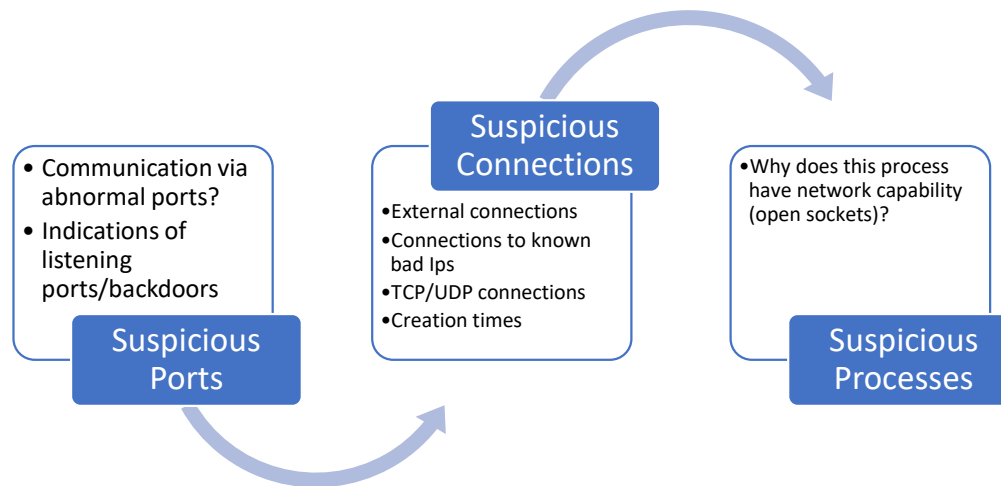 • Communication via
abnormal ports?
• Indications of
listening
ports/backdoors
Suspicious
Ports
Suspicious
Connections
•External connections
•Connections to known
bad Ips
•TCP/UDP connections
•Creation times
•Why does this process
have network capability
(open sockets)?
Suspicious
Processes